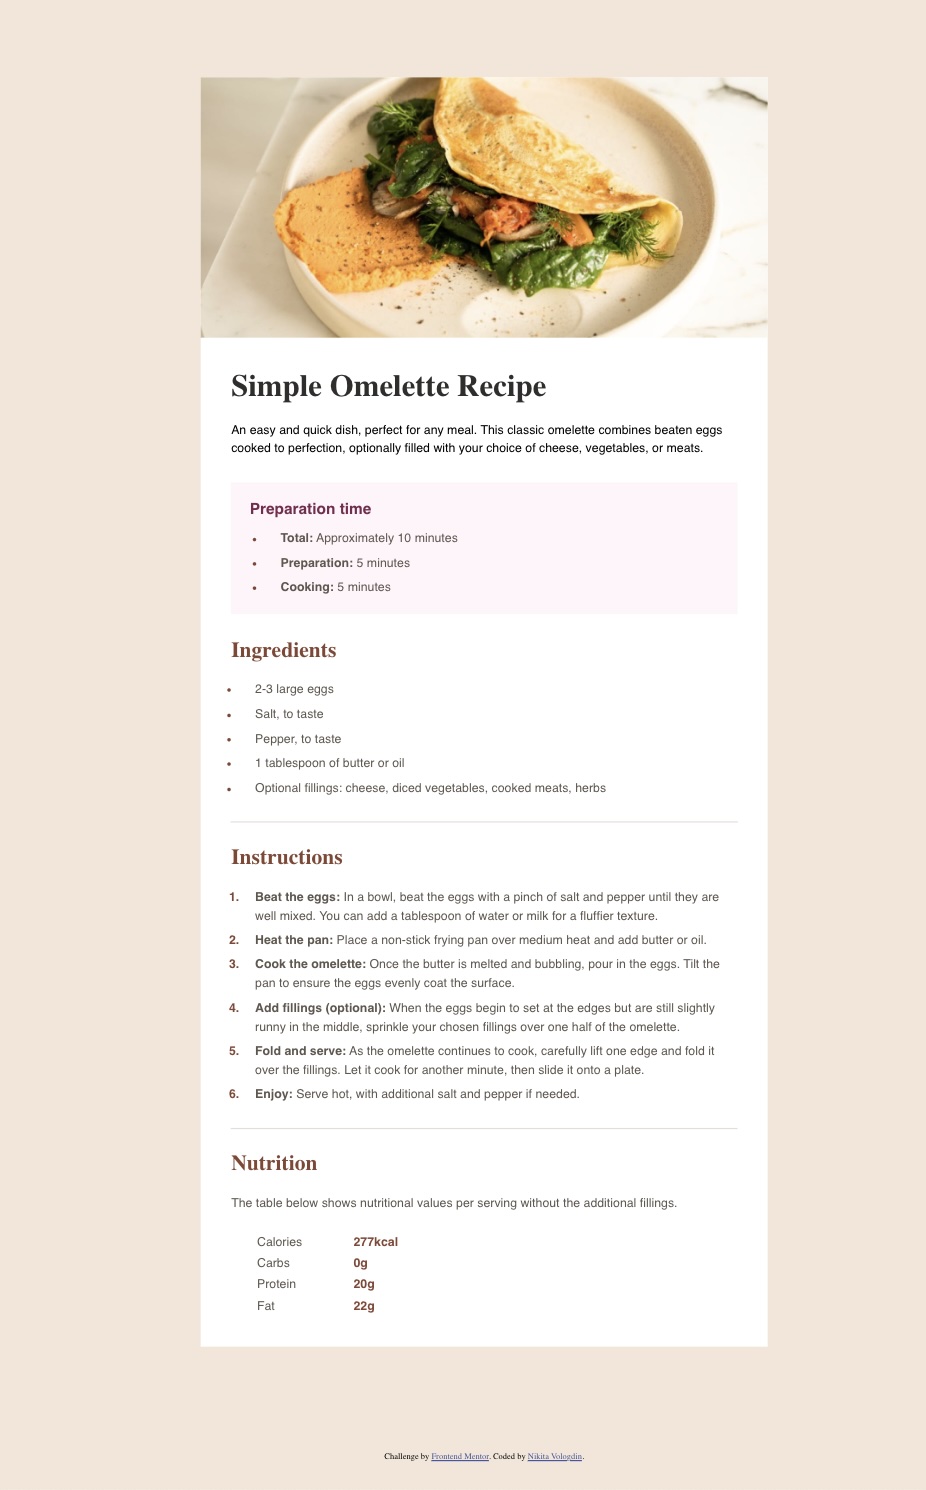 Simple Omelette Recipe
An easy and quick dish, perfect for any meal. This classic omelette combines beaten eggs
cooked to perfection, optionally filled with your choice of cheese, vegetables, or meats.
Preparation time
• Total: Approximately 10 minutes
• Preparation: 5 minutes
• Cooking: 5 minutes
Ingredients
• 2-3 large eggs
• Salt, to taste
• Pepper, to taste
• 1 tablespoon of butter or oil
• Optional fillings: cheese, diced vegetables, cooked meats, herbs
Instructions
1. Beat the eggs: In a bowl, beat the eggs with a pinch of salt and pepper until they are
well mixed. You can add a tablespoon of water or milk for a fluffier texture.
2. Heat the pan: Place a non-stick frying pan over medium heat and add butter or oil.
3. Cook the omelette: Once the butter is melted and bubbling, pour in the eggs. Tilt the
pan to ensure the eggs evenly coat the surface.
4. Add fillings (optional): When the eggs begin to set at the edges but are still slightly
runny in the middle, sprinkle your chosen fillings over one half of the omelette.
5. Fold and serve: As the omelette continues to cook, carefully lift one edge and fold it
over the fillings. Let it cook for another minute, then slide it onto a plate.
6. Enjoy: Serve hot, with additional salt and pepper if needed.
Nutrition
The table below shows nutritional values per serving without the additional fillings.
Calories 277kcal
Carbs 0g
Protein 20g
Fat 22g
Challenge by Frontend Mentor. Coded by Nikita Vologdin.